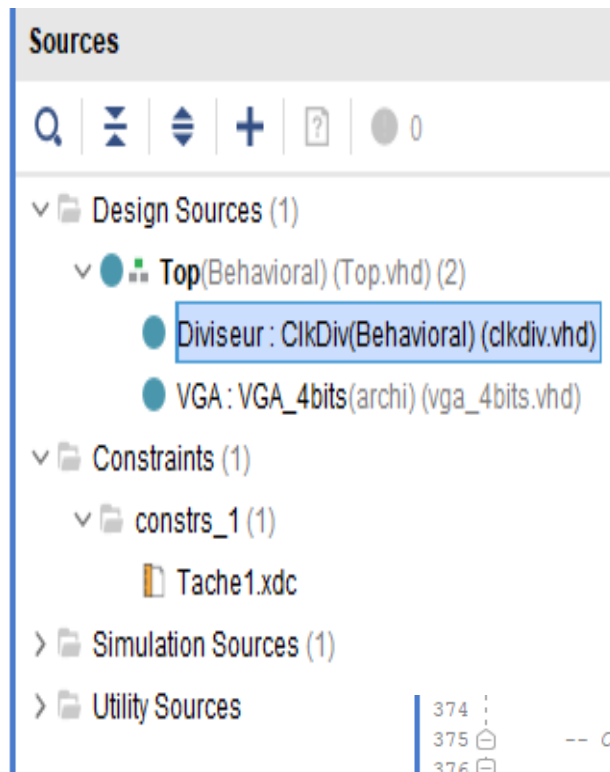 Sources
0
Design Sources (1)
Top(Behavioral) (Top.vhd) (2)
Diviseur : ClkDiv(Behavioral) (clkdiv.vhd)
VGA : VGA_4bits(archi) (vga_4bits.vhd)
Constraints (1)
constrs_1 (1)
Tache1.xdc
Simulation Sources (1)
Utility Sources
374
375 --
376